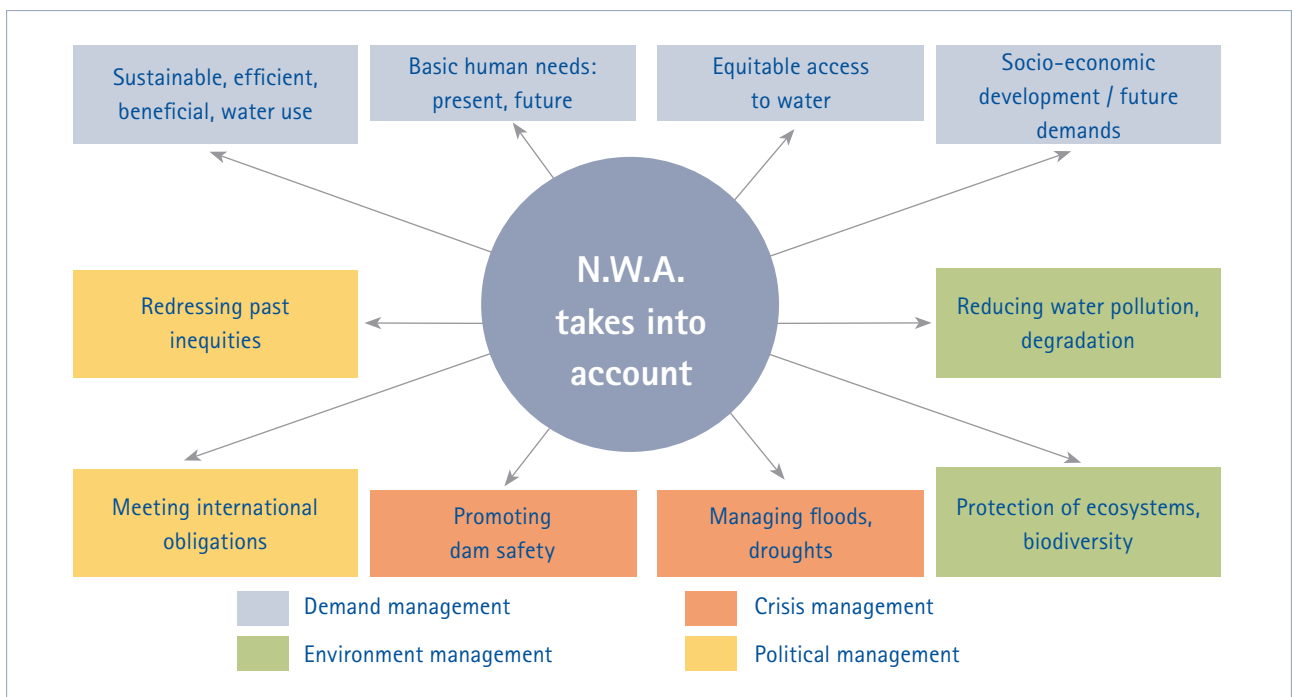 Sustainable, efficient,
beneficial, water use
Basic human needs:
present, future
Equitable access
to water
Socio-economic
development / future
demands
N.W.A.
takes into
account
Redressing past
inequities
Reducing water pollution,
degradation
Meeting international
obligations
Promoting
dam safety
Managing floods,
droughts
Protection of ecosystems,
biodiversity
Demand management
Crisis management
Environment management
Political management